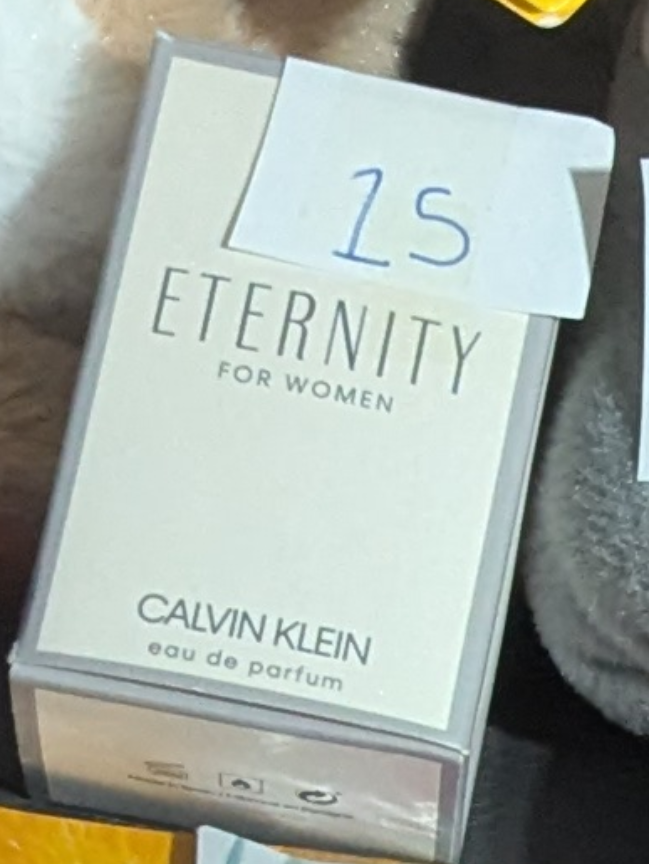 15
ETERNITY
FOR WOMEN
CALVIN KLEIN
eau de parfum